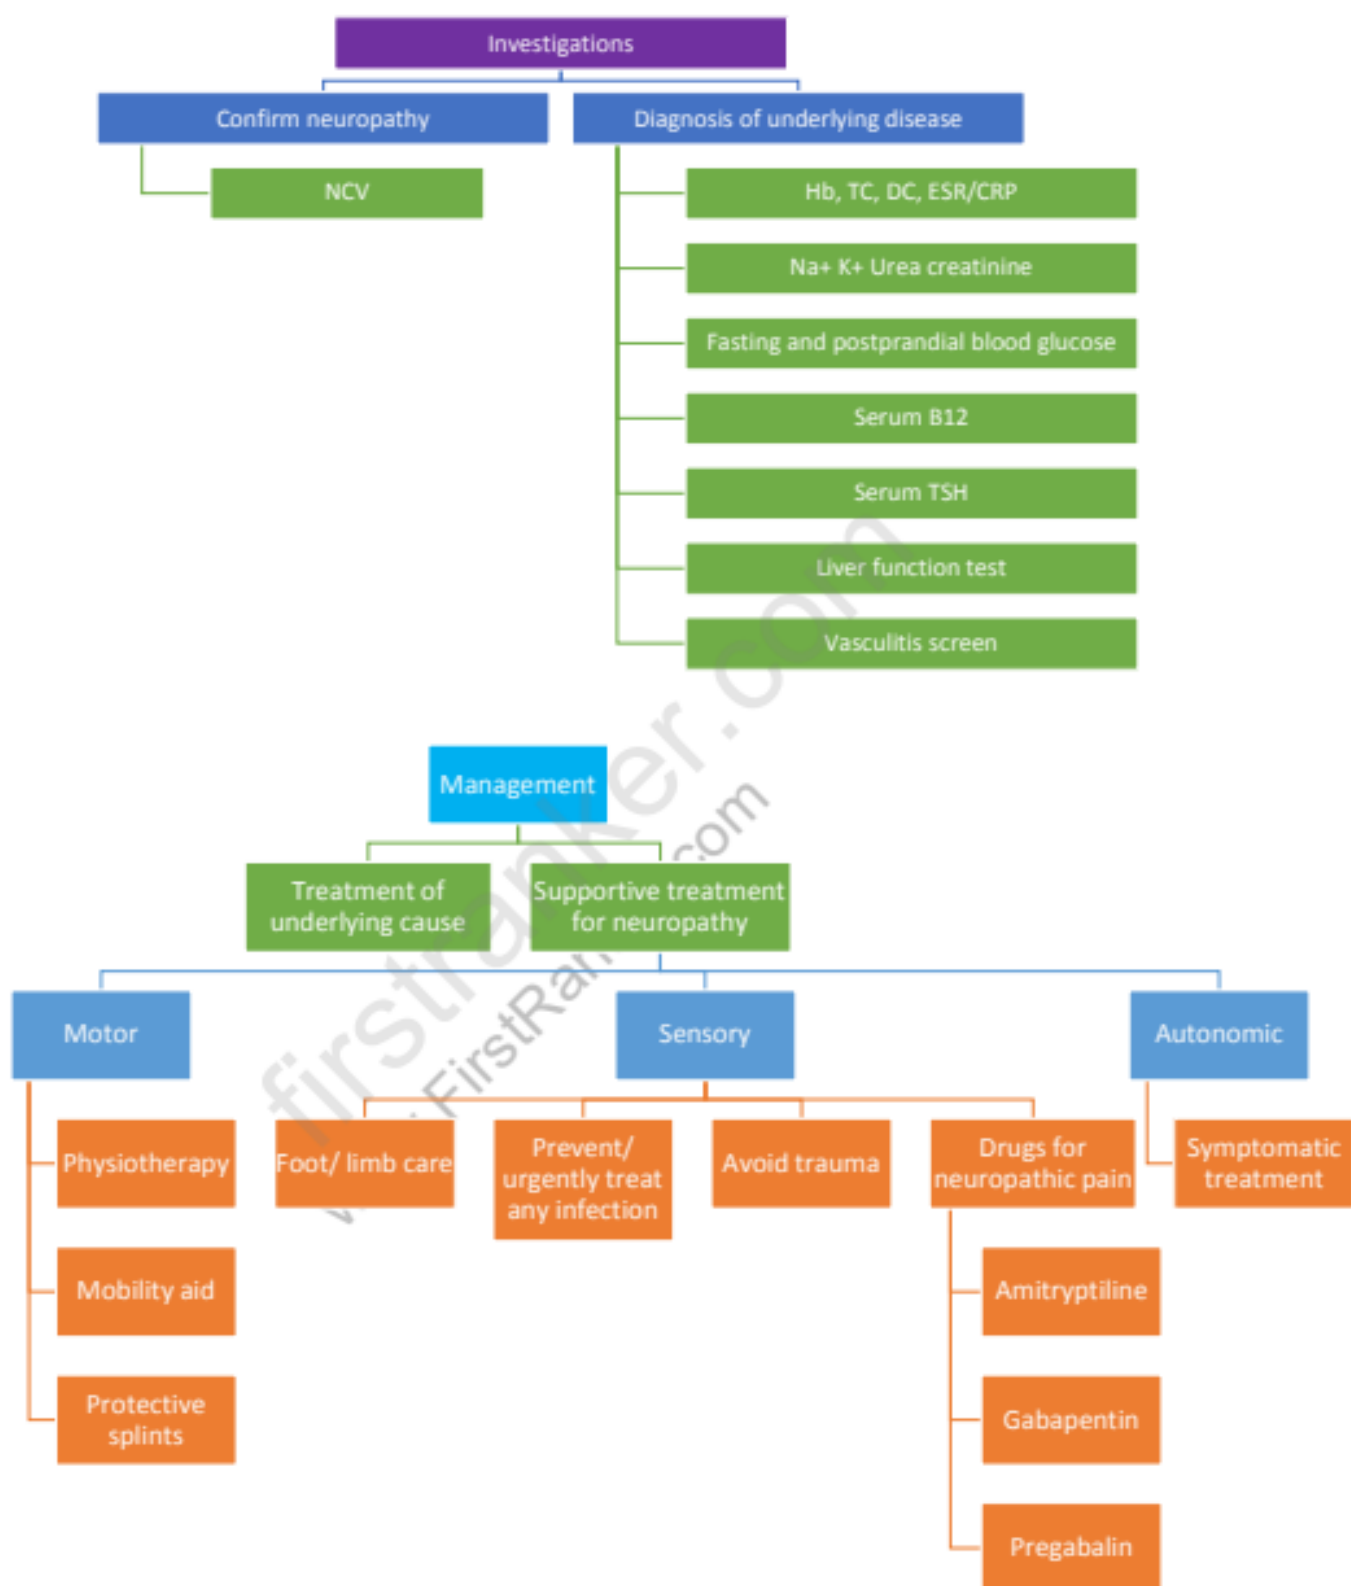 Investigations
Confirm neuropathy
Diagnosis of underlying disease
NCV
Hb, TC, DC, ESR/CRP
Na+ K+ Urea creatinine
Fasting and postprandial blood glucose
Serum B12
Serum TSH
Liver function test
Vasculitis screen
firstranker.com
Management
Treatment of
underlying cause
Supportive treatment
for neuropathy
Motor
Sensory
Autonomic
Physiotherapy
Mobility aid
Protective
splints
Foot/ limb care
Prevent/
urgently treat
any infection
Avoid trauma
Drugs for
neuropathic pain
Amitryptiline
Gabapentin
Pregabalin
Symptomatic
treatment